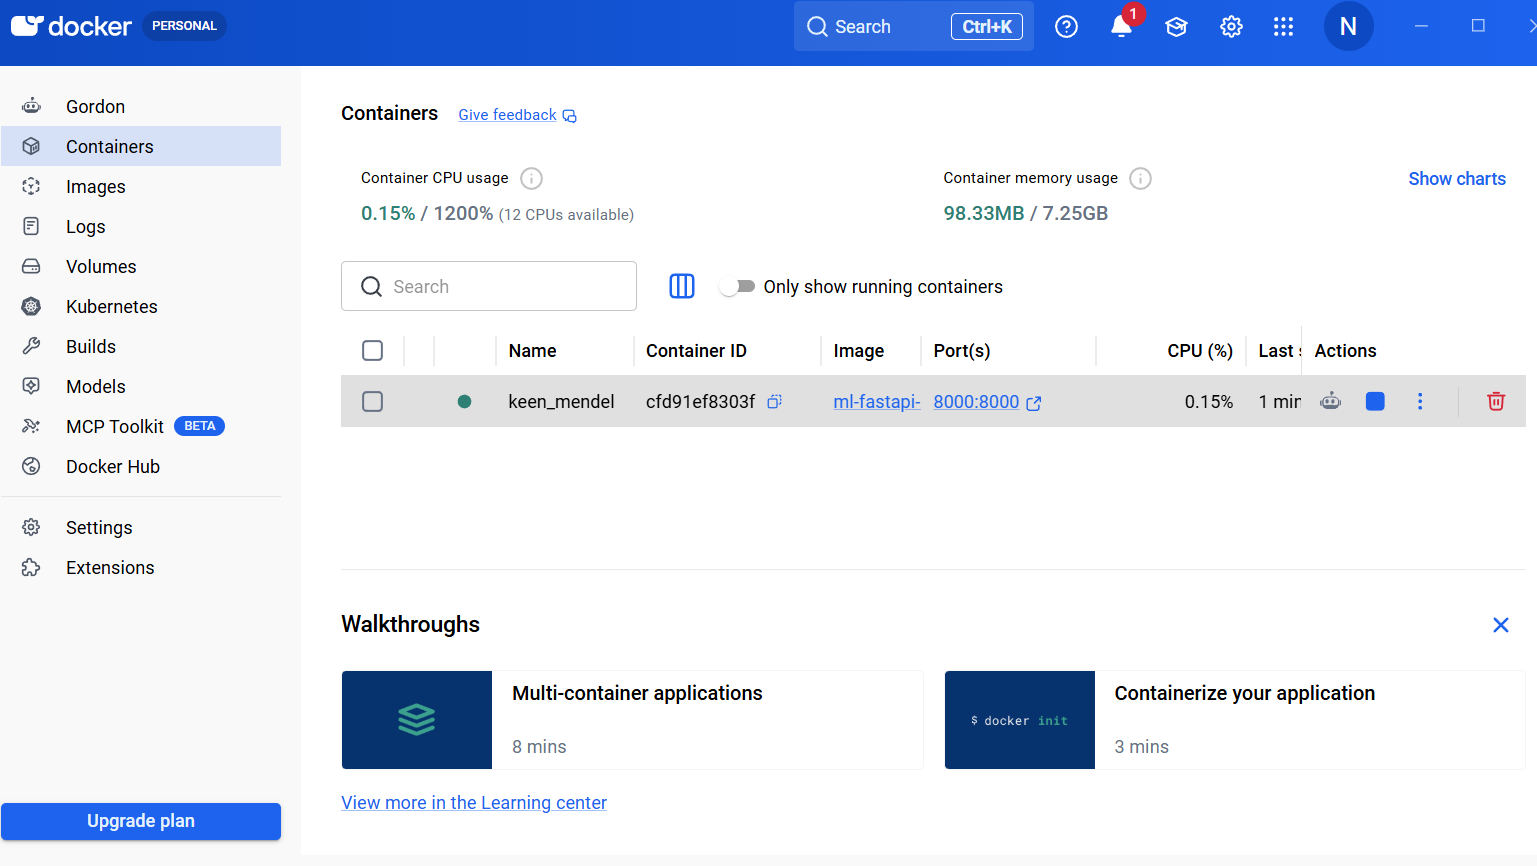 docker PERSONAL Search Ctrl+K 1 N
Gordon
Containers
Images
Logs
Volumes
Kubernetes
Builds
Models
MCP Toolkit BETA
Docker Hub
Settings
Extensions
Upgrade plan
Containers Give feedback
Container CPU usage Container memory usage Show charts
0.15% / 1200% (12 CPUs available) 98.33MB / 7.25GB
Search Only show running containers
Name Container ID Image Port(s) CPU (%) Last s Actions
keen_mendel cfd91ef8303f ml-fastapi- 8000:8000 0.15% 1 min
Walkthroughs
Multi-container applications
8 mins
$ docker init
Containerize your application
3 mins
View more in the Learning center